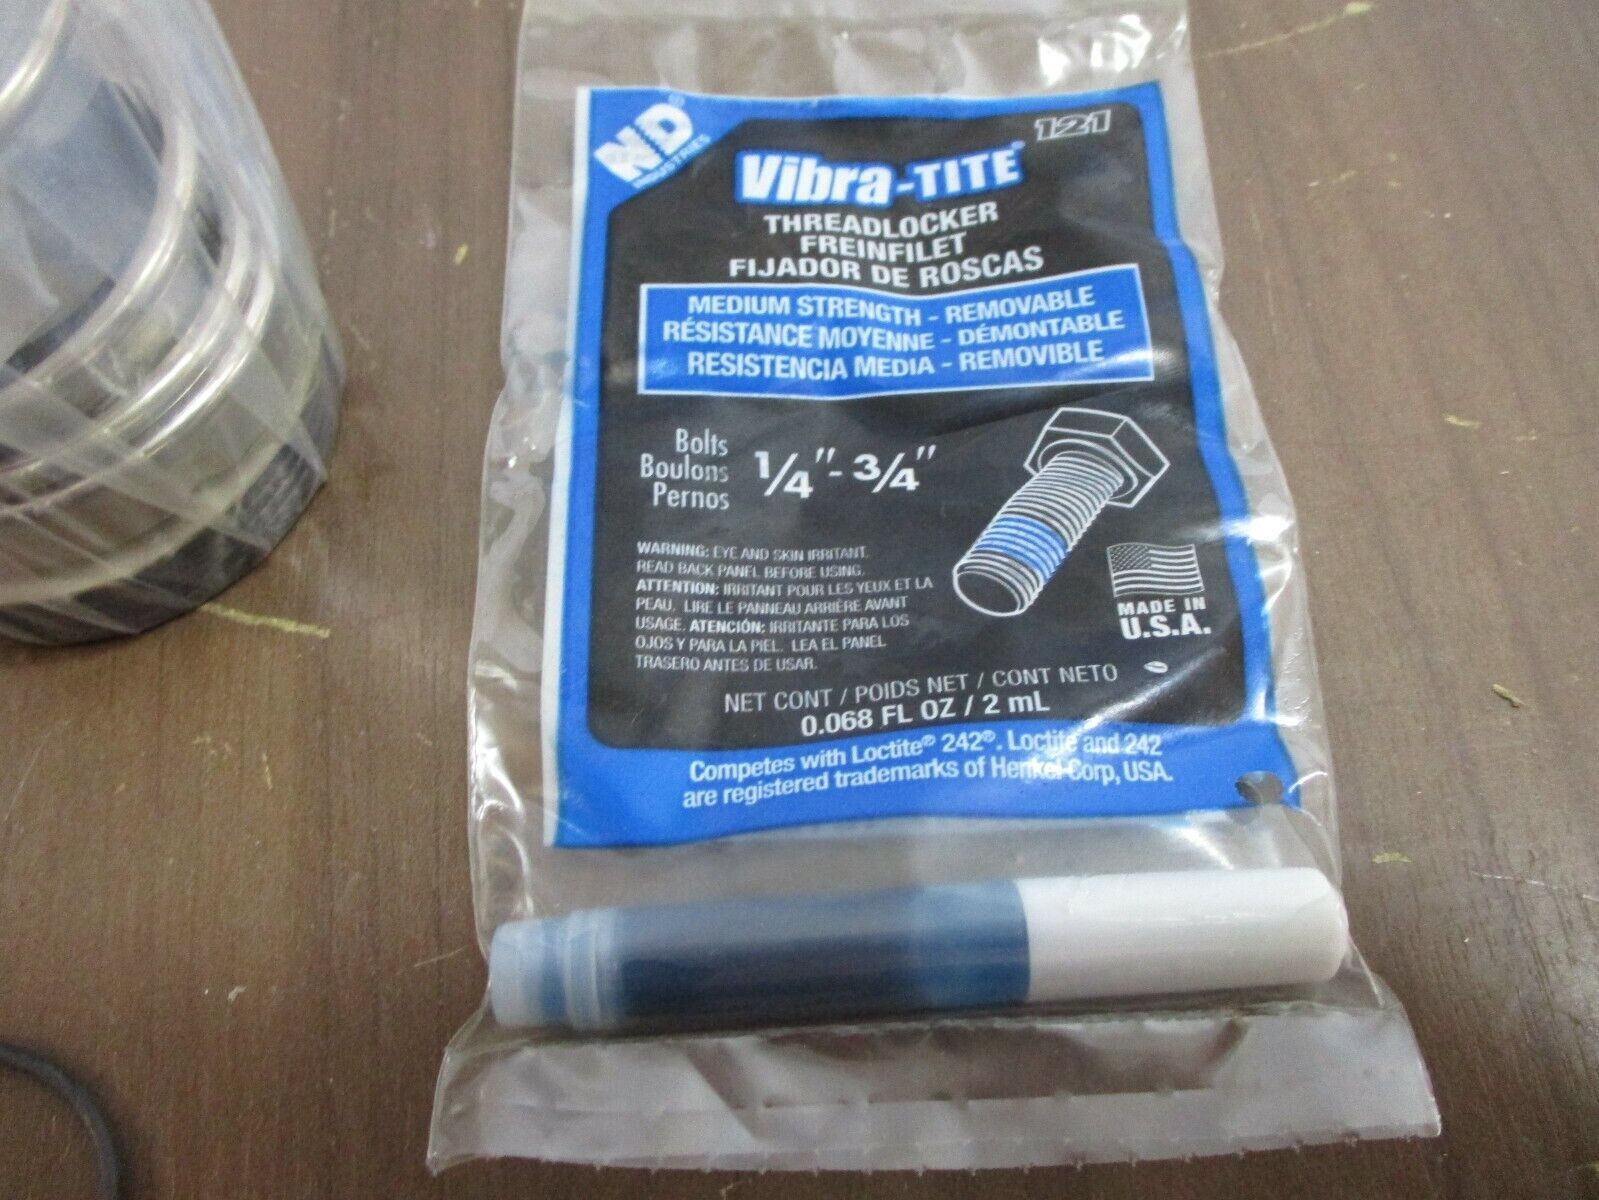 ND®
INDUSTRIES
121
Vibra-TITE®
THREADLOCKER
FREINFILET
FIJADOR DE ROSCAS
MEDIUM STRENGTH - REMOVABLE
RÉSISTANCE MOYENNE - DÉMONTABLE
RESISTENCIA MEDIA - REMOVIBLE
Bolts
Boulons
Pernos
1/4" - 3/4"
WARNING: EYE AND SKIN IRRITANT.
READ BACK PANEL BEFORE USING.
ATTENTION: IRRITANT POUR LES YEUX ET LA
PEAU. LIRE LE PANNEAU ARRIÈRE AVANT
USAGE. ATENCIÓN: IRRITANTE PARA LOS
OJOS Y PARA LA PIEL. LEA EL PANEL
TRASERO ANTES DE USAR.
MADE IN
U.S.A.
NET CONT / POIDS NET / CONT NETO
0.068 FL OZ / 2 mL
Competes with Loctite® 242®. Loctite and 242
are registered trademarks of Henkel Corp, USA.